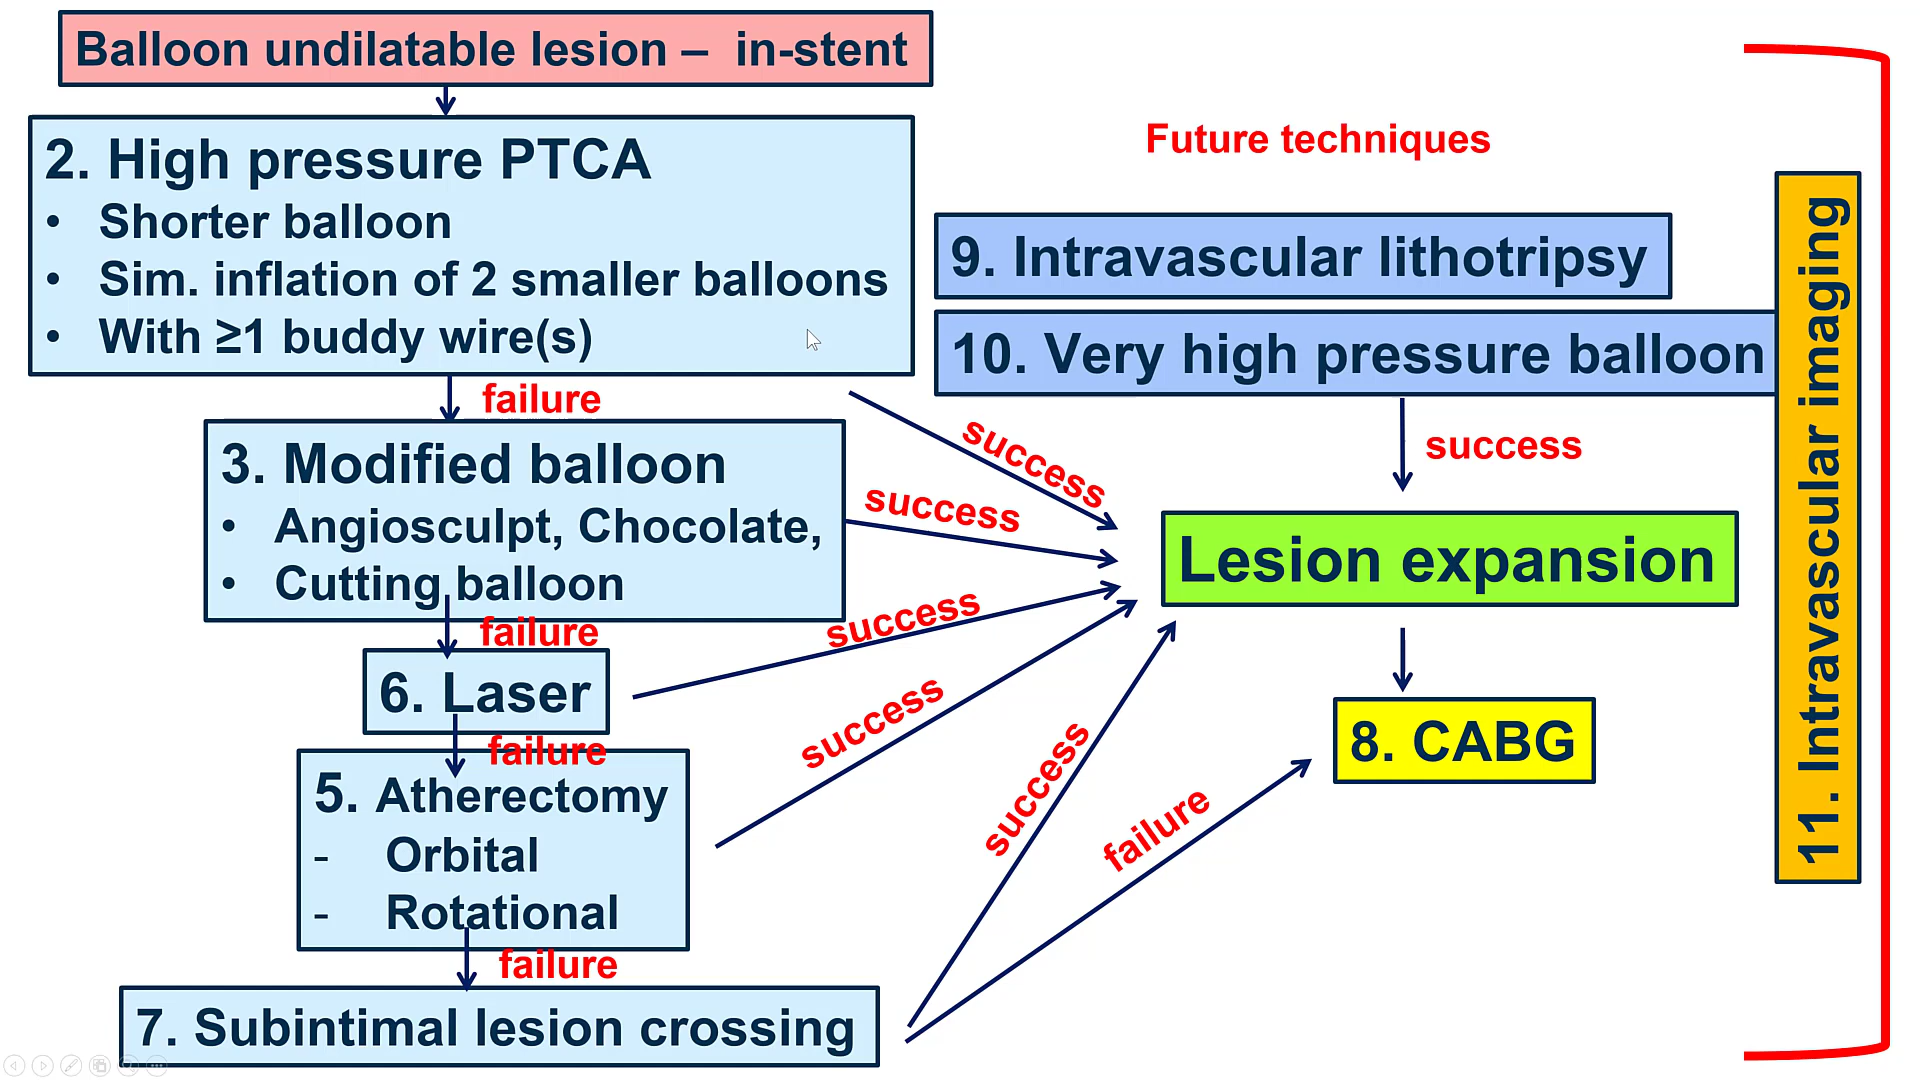 Balloon undilatable lesion – in-stent
2. High pressure PTCA
• Shorter balloon
• Sim. inflation of 2 smaller balloons
• With ≥1 buddy wire(s)
failure
3. Modified balloon
• Angiosculpt, Chocolate,
• Cutting balloon
failure
6. Laser
failure
5. Atherectomy
- Orbital
- Rotational
failure
7. Subintimal lesion crossing
success
success
success
success
success
failure
Future techniques
9. Intravascular lithotripsy
10. Very high pressure balloon
success
Lesion expansion
8. CABG
11. Intravascular imaging